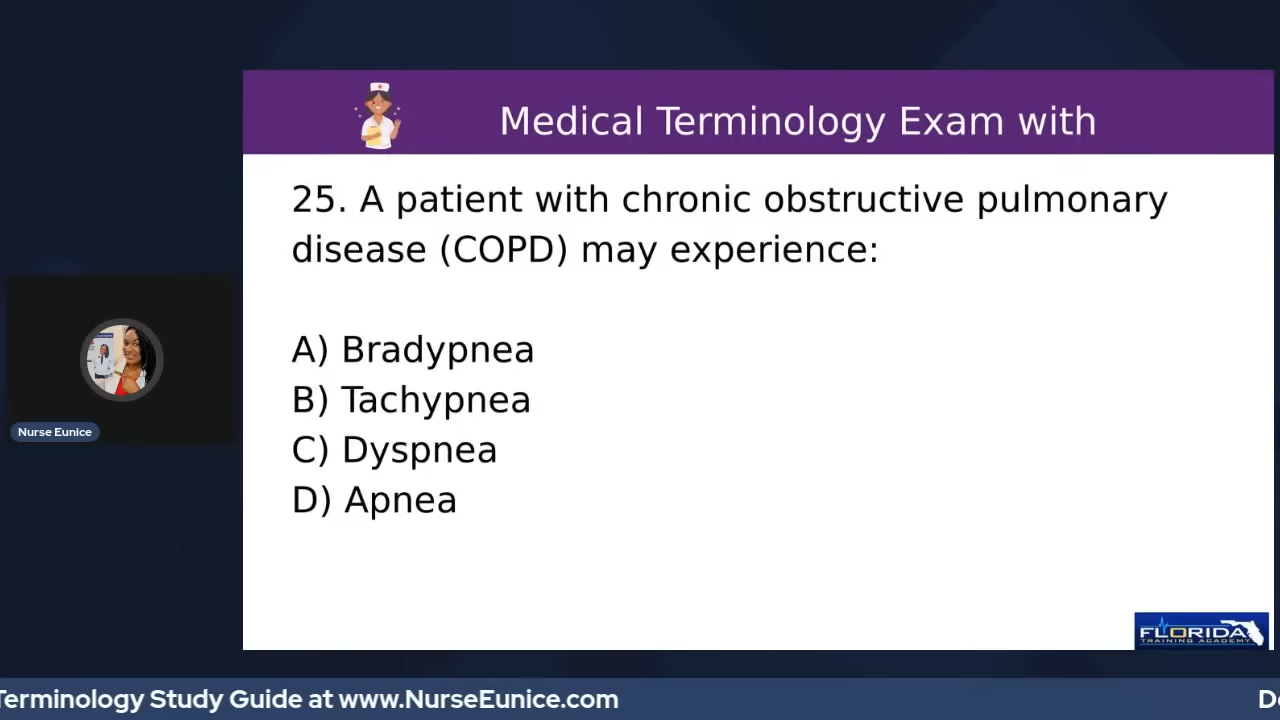 Medical Terminology Exam with
25. A patient with chronic obstructive pulmonary
disease (COPD) may experience:
A) Bradypnea
B) Tachypnea
C) Dyspnea
D) Apnea
Nurse Eunice
FLORIDA
TRAINING ACADEMY
Terminology Study Guide at www.NurseEunice.com